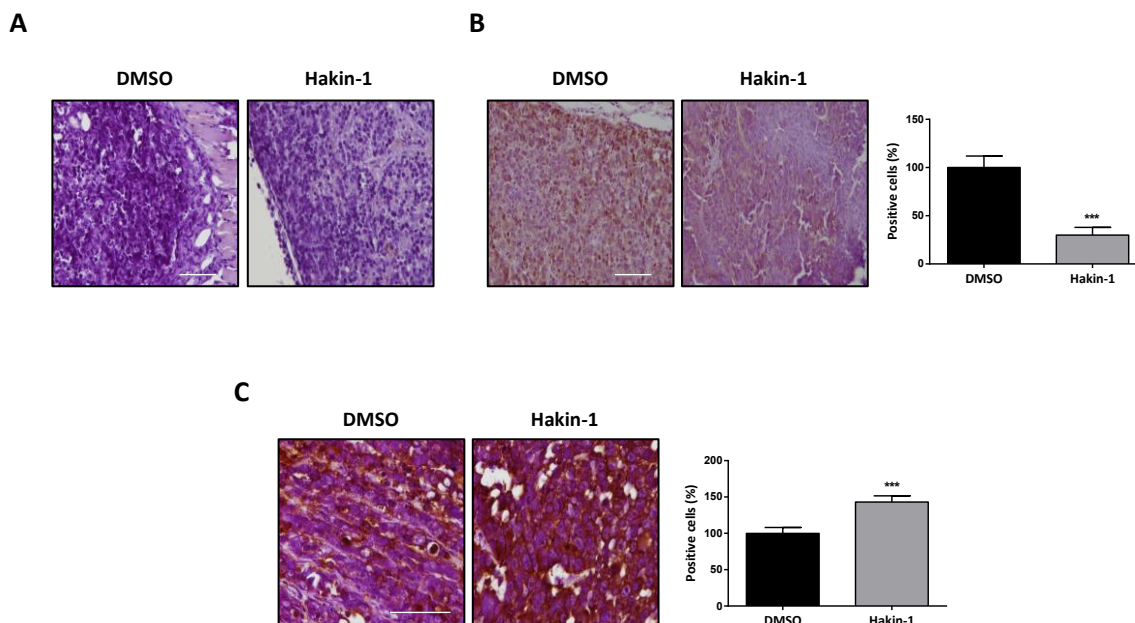 A
DMSO
Hakin-1
B
DMSO
Hakin-1
Positive cells (%)
150
100
50
0
***
DMSO
Hakin-1
C
DMSO
Hakin-1
Positive cells (%)
200
150
100
50
0
***
DMSO
Hakin-1